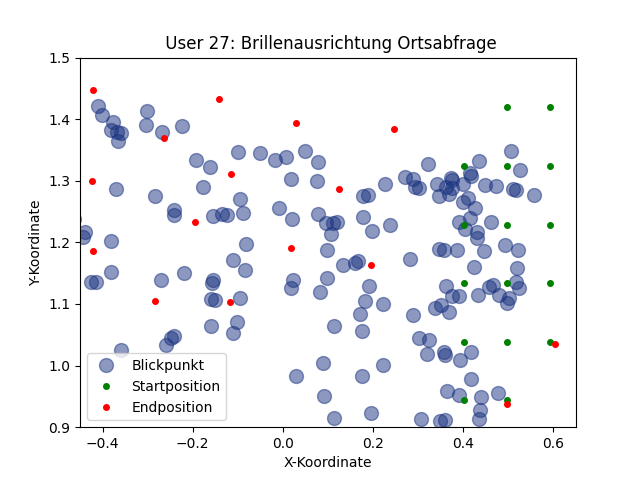 User 27: Brillenausrichtung Ortsabfrage
1.5
1.4
1.3
1.2
1.1
1.0
0.9
Y-Koordinate
Blickpunkt
Startposition
Endposition
−0.4
−0.2
0.0
0.2
0.4
0.6
X-Koordinate